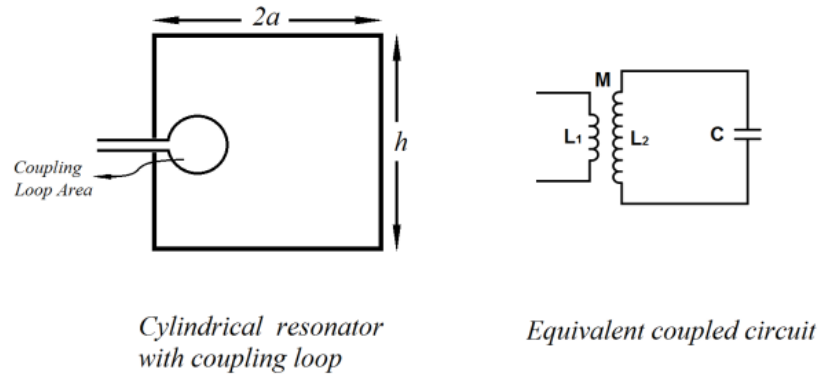 2a
h
Coupling
Loop Area
M
L1
L2
C
Cylindrical resonator
with coupling loop
Equivalent coupled circuit